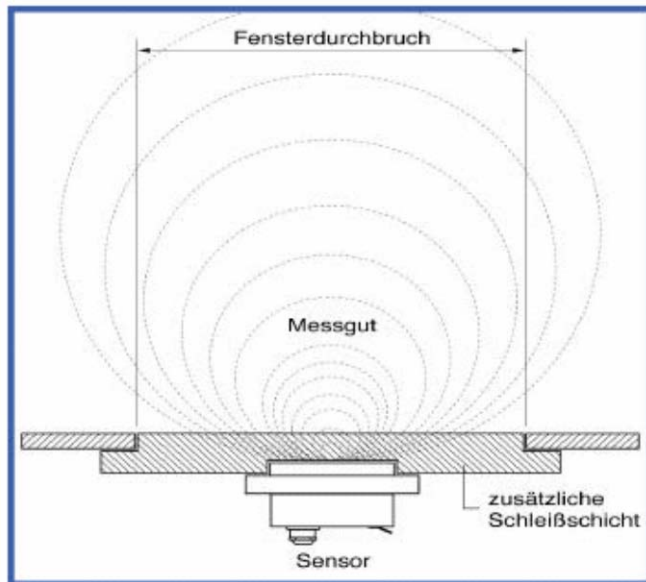 Fensterdurchbruch
Messgut
zusätzliche
Schleißschicht
Sensor